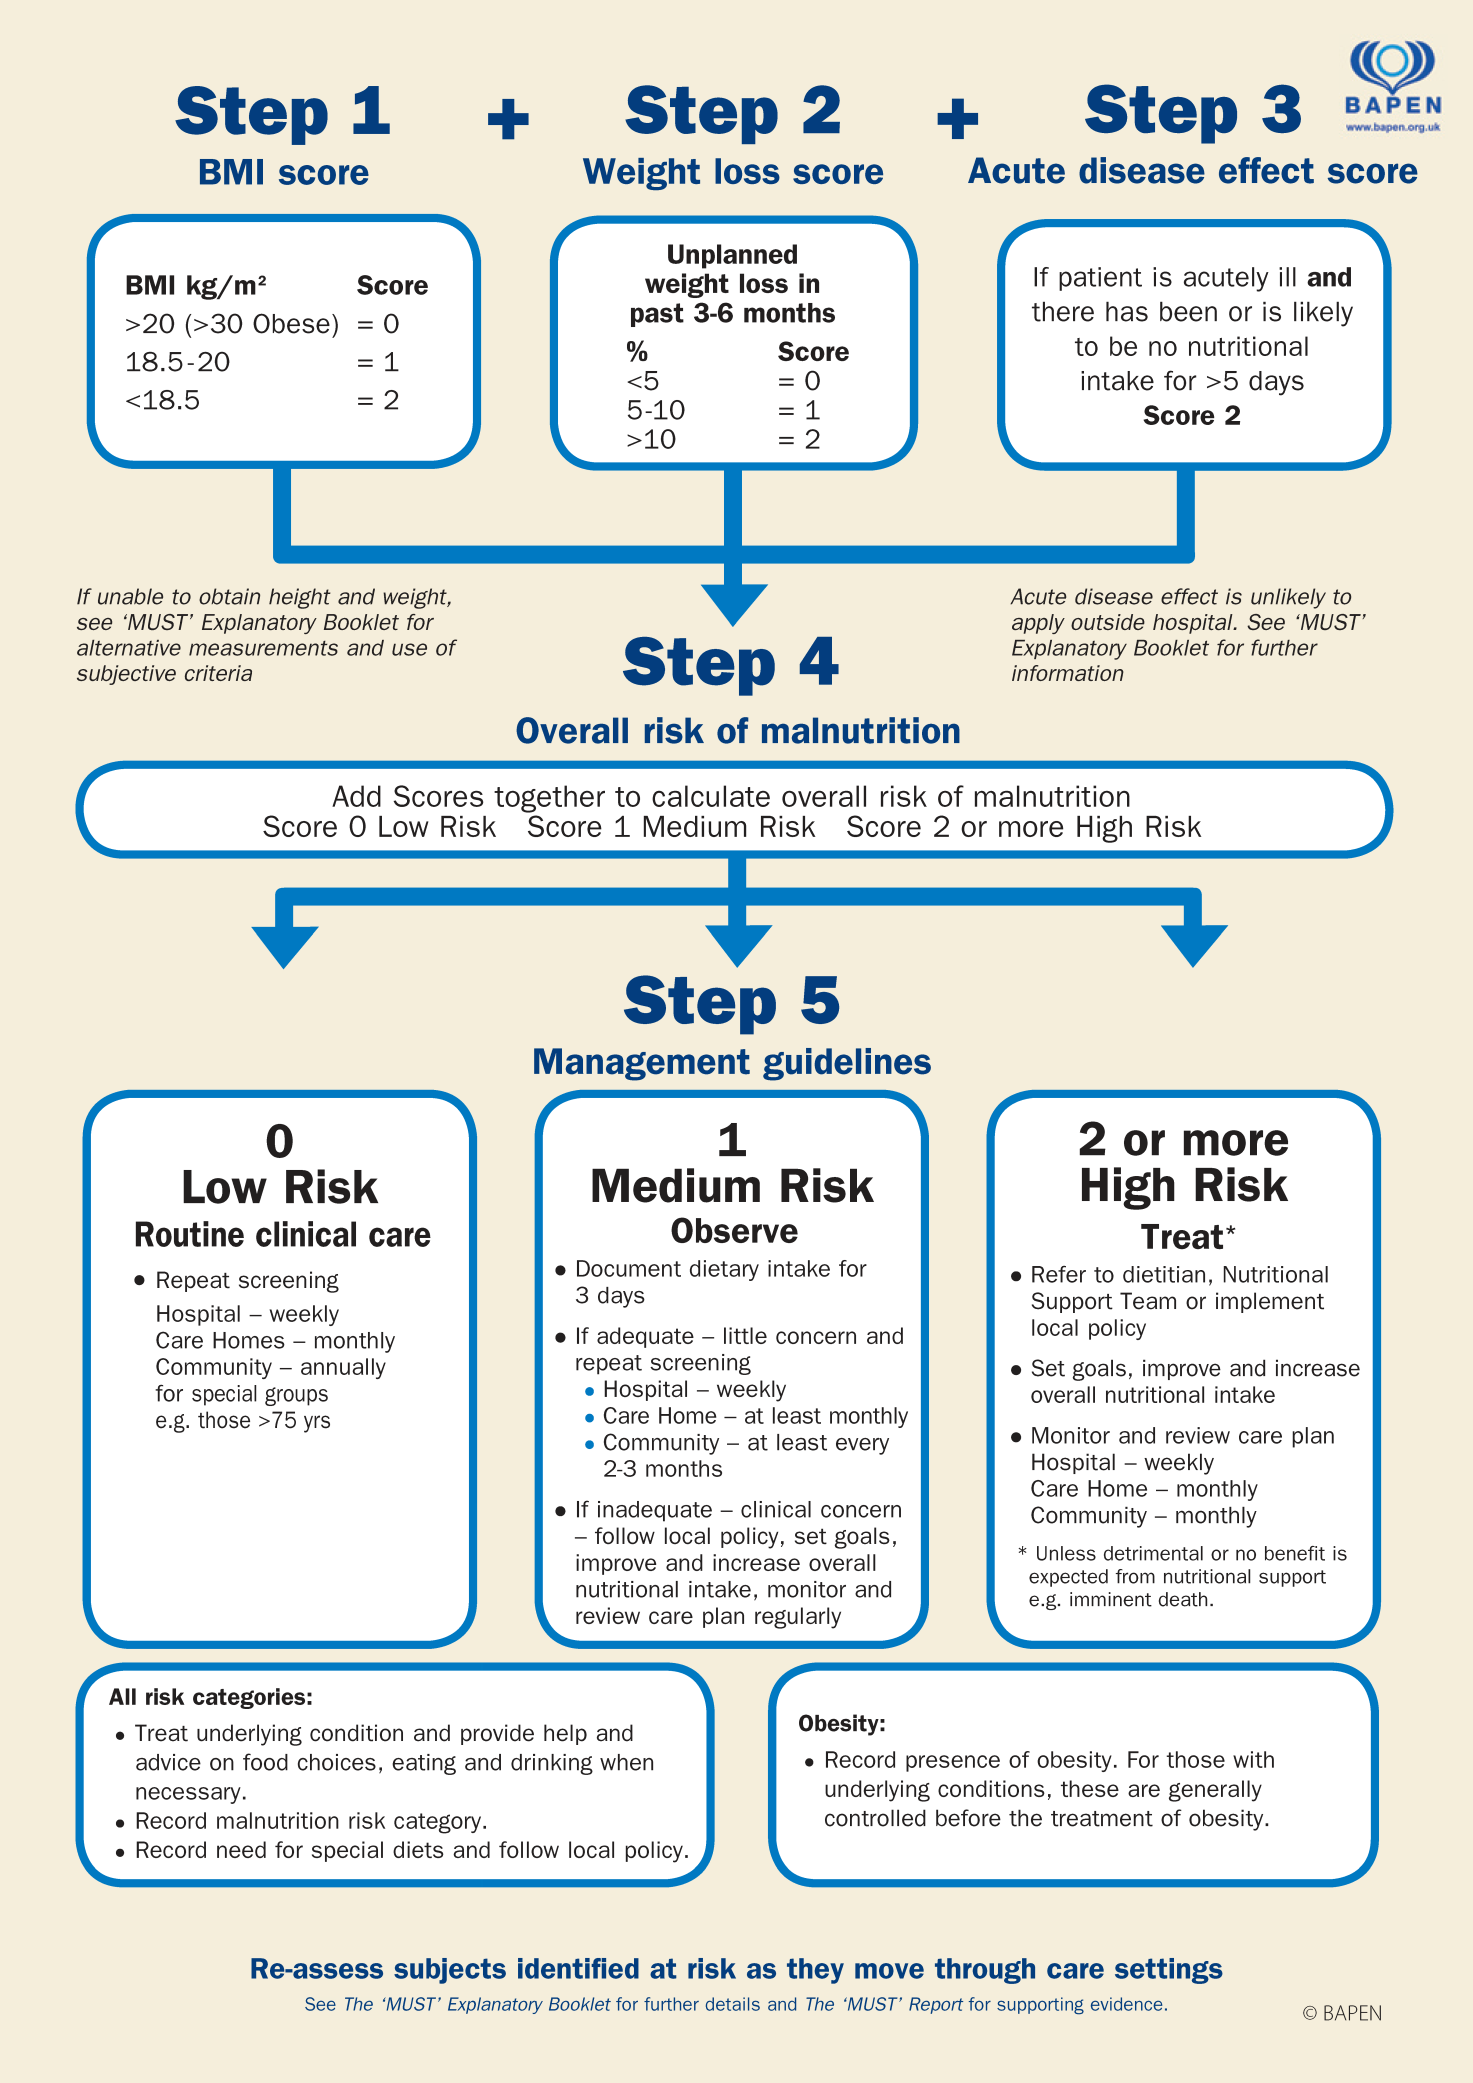 Step 1 + Step 2 + Step 3
BAPEN
www.bapen.org.uk
BMI score
Weight loss score
Acute disease effect score
BMI kg/m² Score
>20 (>30 Obese) = 0
18.5-20 = 1
<18.5 = 2
Unplanned
weight loss in
past 3-6 months
% Score
<5 = 0
5-10 = 1
>10 = 2
If patient is acutely ill and
there has been or is likely
to be no nutritional
intake for >5 days
Score 2
If unable to obtain height and weight,
see ‘MUST’ Explanatory Booklet for
alternative measurements and use of
subjective criteria
Acute disease effect is unlikely to
apply outside hospital. See ‘MUST’
Explanatory Booklet for further
information
Step 4
Overall risk of malnutrition
Add Scores together to calculate overall risk of malnutrition
Score 0 Low Risk Score 1 Medium Risk Score 2 or more High Risk
Step 5
Management guidelines
0
Low Risk
Routine clinical care
● Repeat screening
Hospital – weekly
Care Homes – monthly
Community – annually
for special groups
e.g. those >75 yrs
1
Medium Risk
Observe
● Document dietary intake for
3 days
● If adequate – little concern and
repeat screening
● Hospital – weekly
● Care Home – at least monthly
● Community – at least every
2-3 months
● If inadequate – clinical concern
– follow local policy, set goals,
improve and increase overall
nutritional intake, monitor and
review care plan regularly
2 or more
High Risk
Treat*
● Refer to dietitian, Nutritional
Support Team or implement
local policy
● Set goals, improve and increase
overall nutritional intake
● Monitor and review care plan
Hospital – weekly
Care Home – monthly
Community – monthly
* Unless detrimental or no benefit is
expected from nutritional support
e.g. imminent death.
All risk categories:
● Treat underlying condition and provide help and
advice on food choices, eating and drinking when
necessary.
● Record malnutrition risk category.
● Record need for special diets and follow local policy.
Obesity:
● Record presence of obesity. For those with
underlying conditions, these are generally
controlled before the treatment of obesity.
Re-assess subjects identified at risk as they move through care settings
See The ‘MUST’ Explanatory Booklet for further details and The ‘MUST’ Report for supporting evidence.
© BAPEN